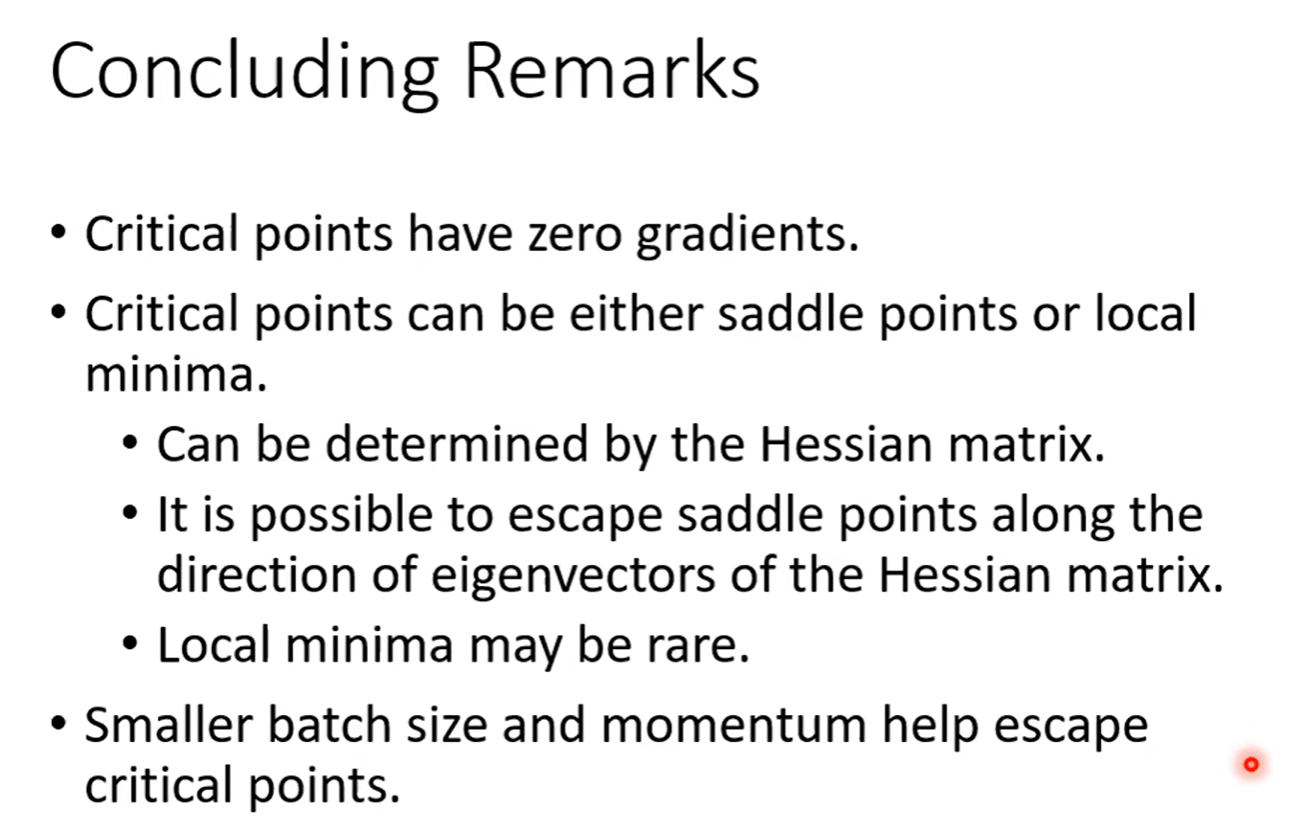 Concluding Remarks
• Critical points have zero gradients.
• Critical points can be either saddle points or local
minima.
• Can be determined by the Hessian matrix.
• It is possible to escape saddle points along the
direction of eigenvectors of the Hessian matrix.
• Local minima may be rare.
• Smaller batch size and momentum help escape
critical points.